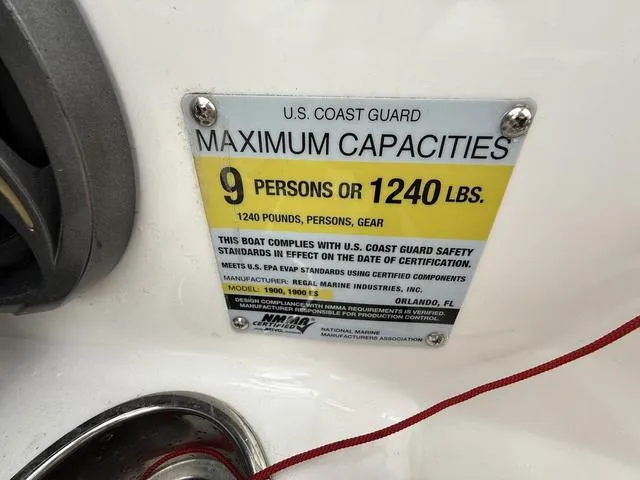 U.S. COAST GUARD
MAXIMUM CAPACITIES
9 PERSONS OR 1240 LBS.
1240 POUNDS, PERSONS, GEAR
THIS BOAT COMPLIES WITH U.S. COAST GUARD SAFETY
STANDARDS IN EFFECT ON THE DATE OF CERTIFICATION.
MEETS U.S. EPA EVAP STANDARDS USING CERTIFIED COMPONENTS
MANUFACTURER: REGAL MARINE INDUSTRIES, INC.
MODEL: 1900, 1900 ES ORLANDO, FL
DESIGN COMPLIANCE WITH NMMA REQUIREMENTS IS VERIFIED.
MANUFACTURER RESPONSIBLE FOR PRODUCTION CONTROL.
NMMA
CERTIFIED
NATIONAL MARINE
MANUFACTURERS ASSOCIATION